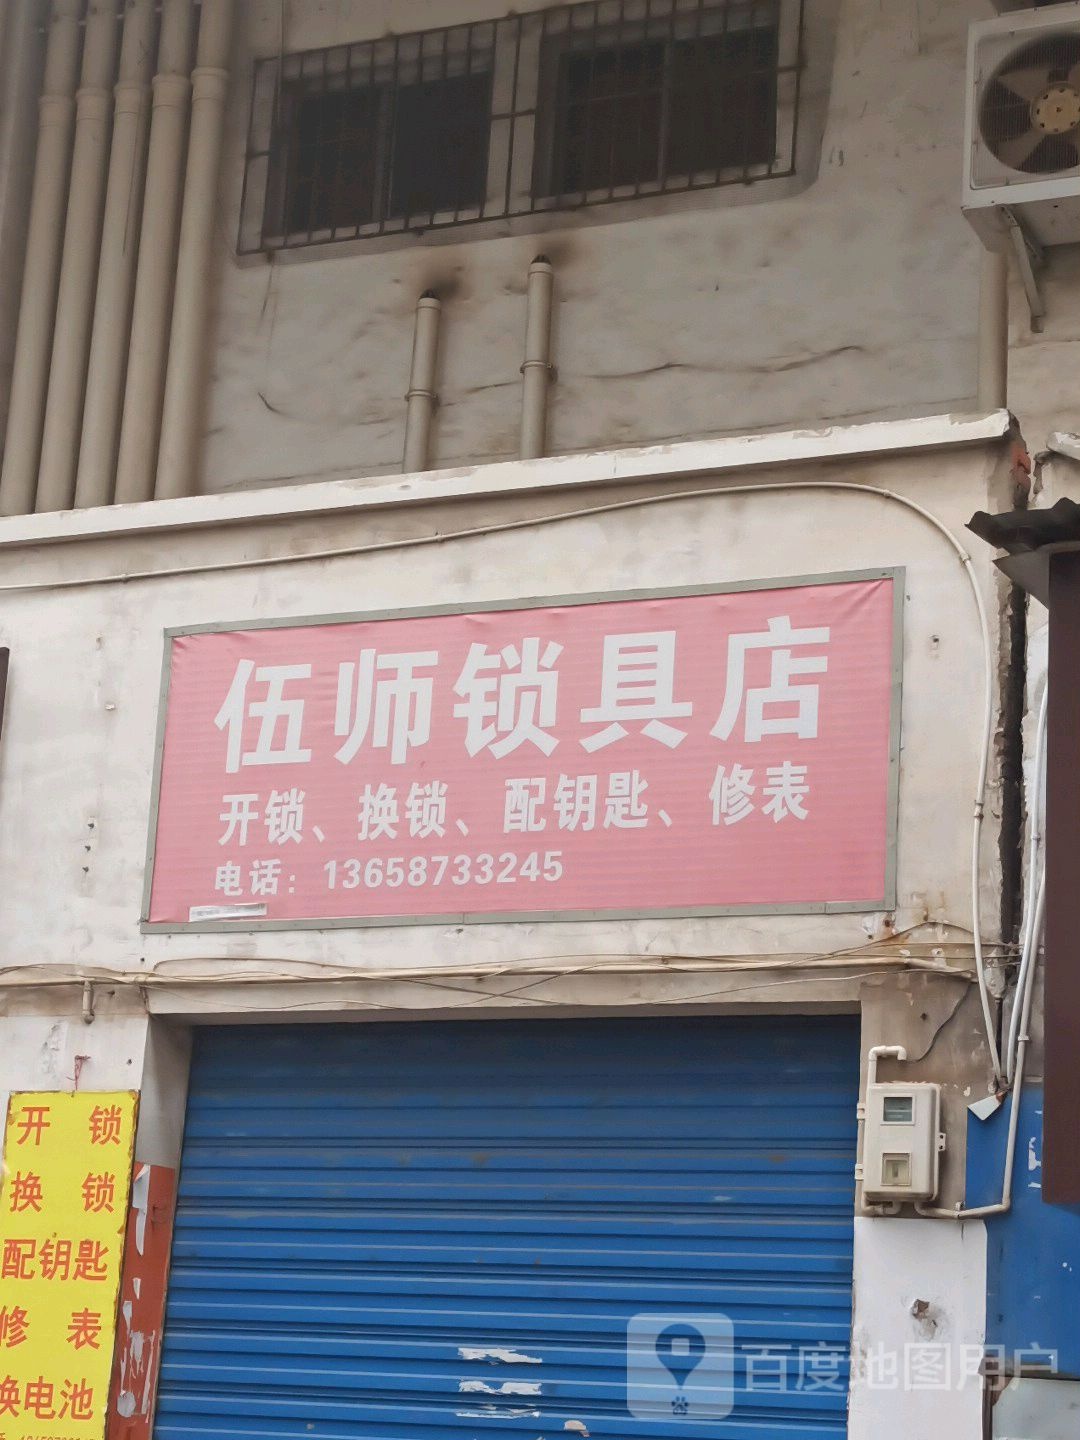 伍师锁具店
开锁、换锁、配钥匙、修表
电话：13658733245
开 锁
换 锁
配钥匙
修 表
换电池
百度地图用户